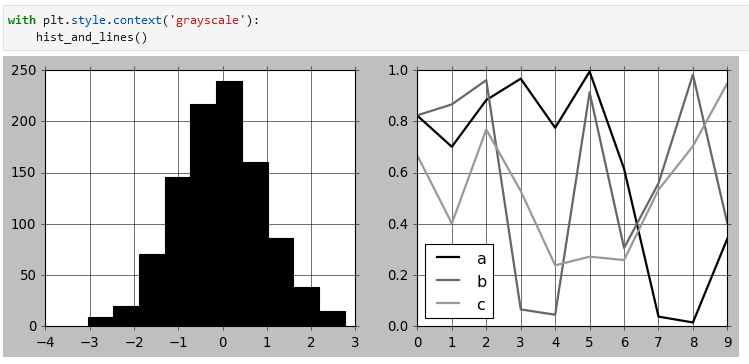 with plt.style.context('grayscale'):
    hist_and_lines()
250
200
150
100
50
0
−4 −3 −2 −1 0 1 2 3
1.0
0.8
0.6
0.4
0.2
0.0
a
b
c
0 1 2 3 4 5 6 7 8 9